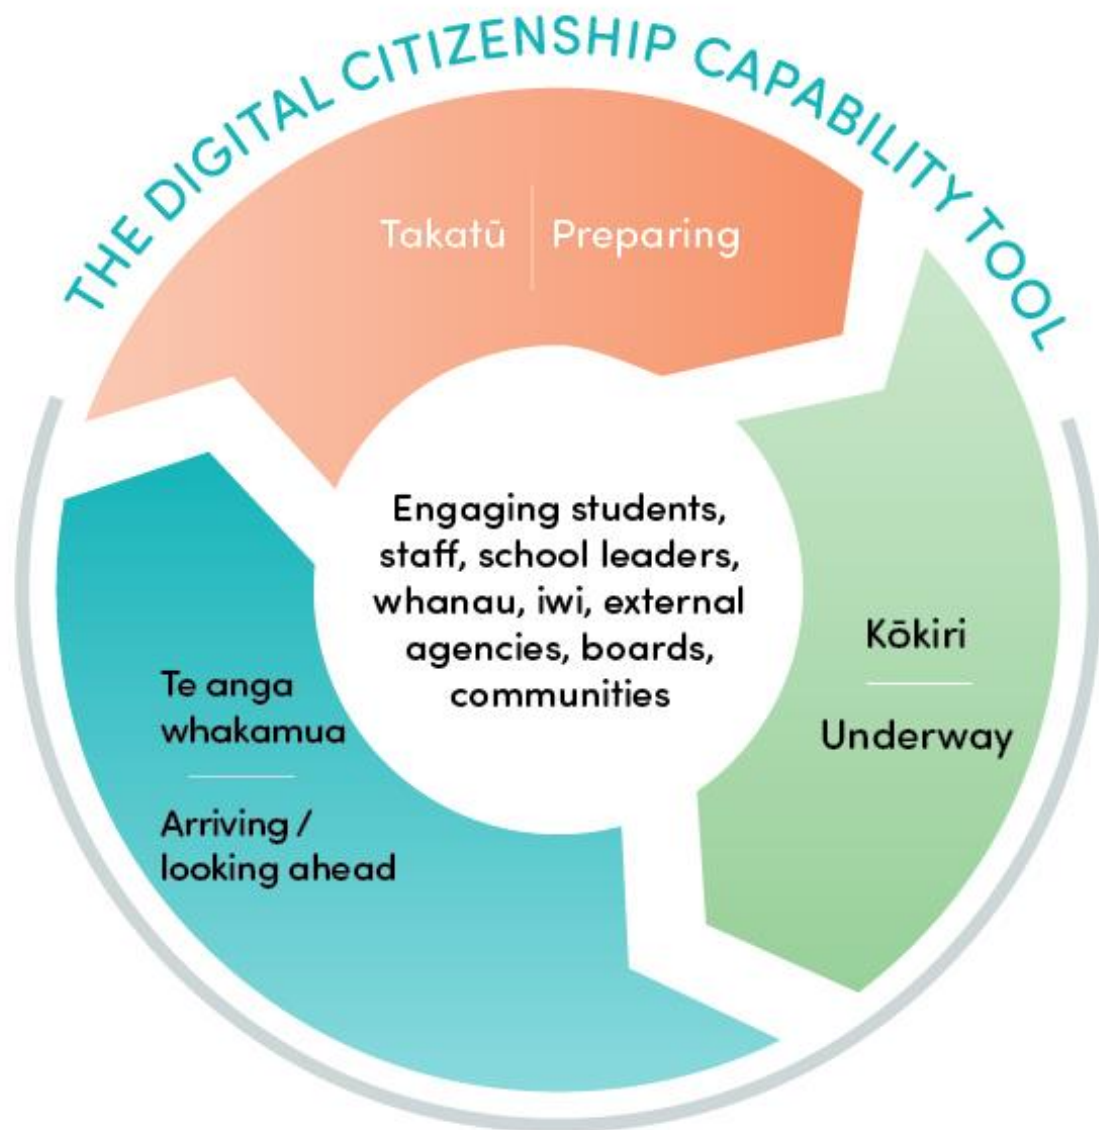 THE DIGITAL CITIZENSHIP CAPABILITY TOOL
Takatū | Preparing
Engaging students,
staff, school leaders,
whanau, iwi, external
agencies, boards,
communities
Kōkiri
Underway
Te anga
whakamua
Arriving /
looking ahead